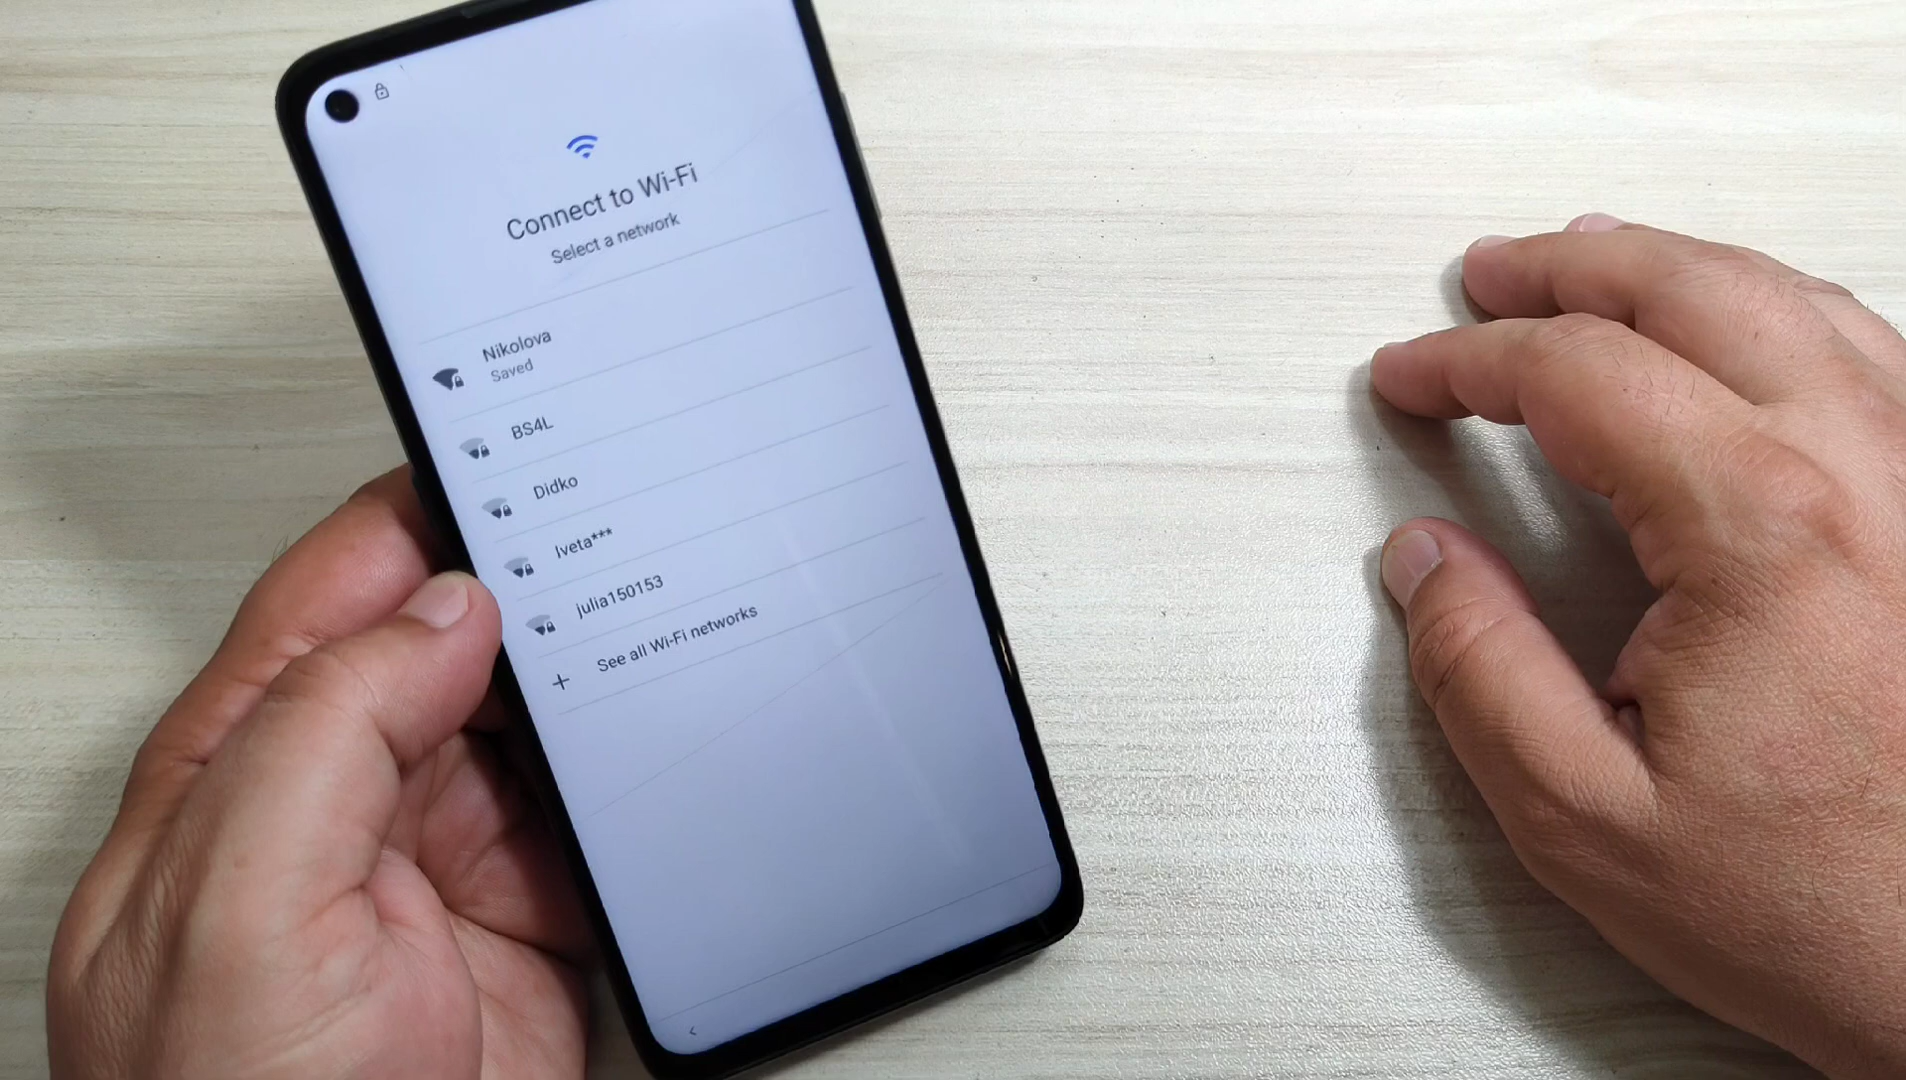 Connect to Wi-Fi
Select a network
Nikolova
Saved
BS4L
Didko
Iveta***
julia150153
See all Wi-Fi networks